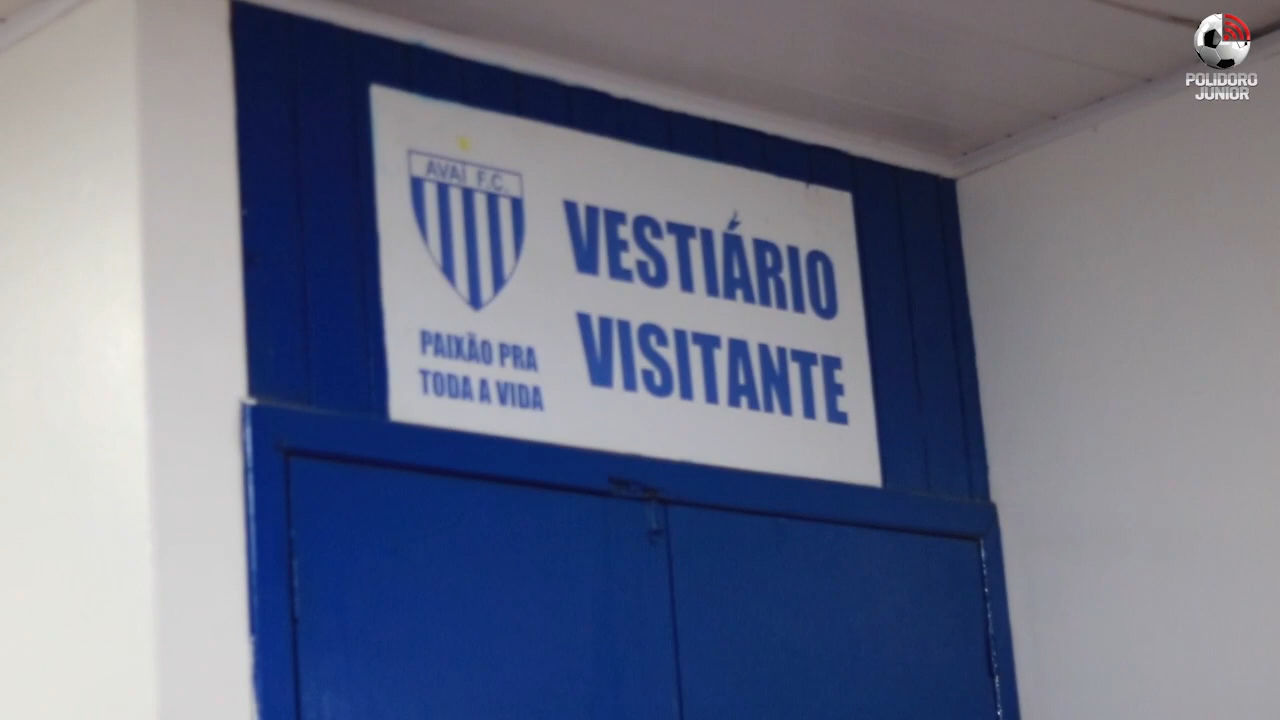 POLIDORO
JUNIOR
AVAÍ F.C.
VESTIÁRIO
VISITANTE
PAIXÃO PRA
TODA A VIDA